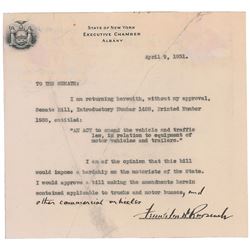 STATE OF NEW YORK
EXECUTIVE CHAMBER
ALBANY
April 9, 1931.
TO THE SENATE:
I am returning herewith, without my approval,
Senate Bill, Introductory Number 1408, Printed Number
1988, entitled:
"AN ACT to amend the vehicle and traffic
law, in relation to equipment of
motor vehicles and trailers."
I am of the opinion that this bill
would impose a hardship on the motorists of the State.
I would approve a bill making the amendments herein
contained applicable to trucks and motor busses, and
other commercial vehicles
Franklin D. Roosevelt